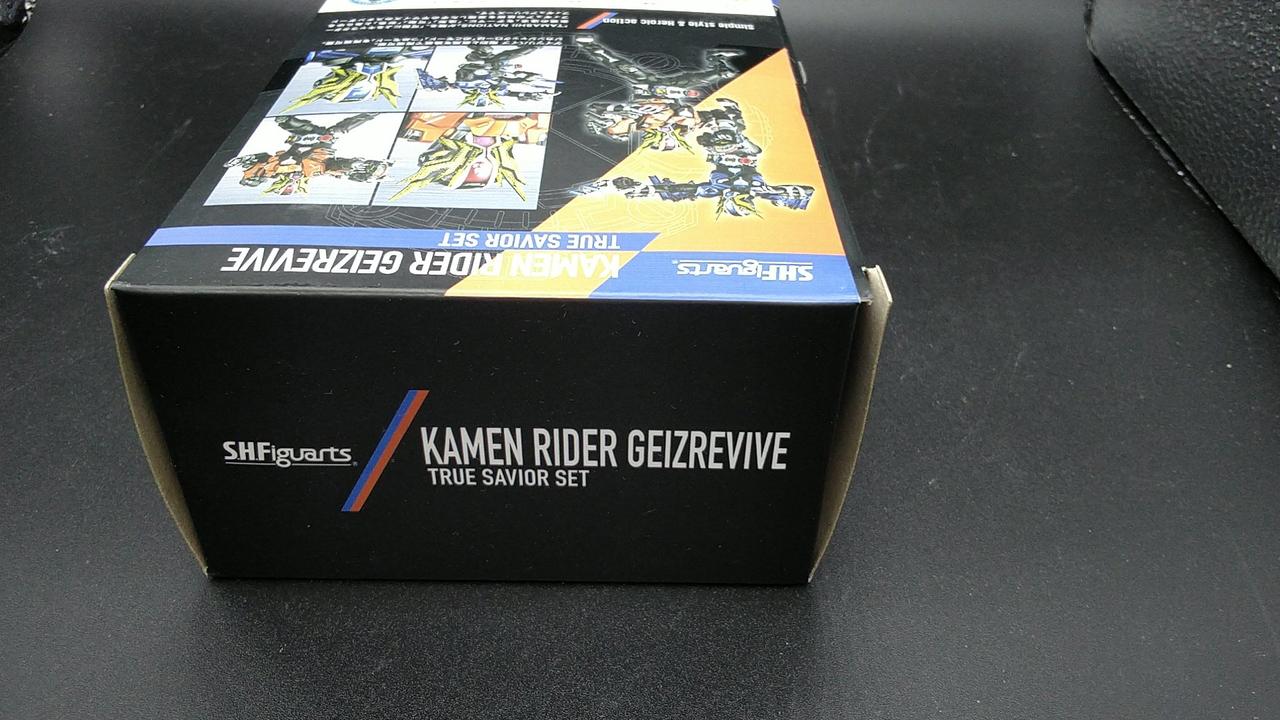 Simple style & Heroic action
TRUE SAVIOR SET
KAMEN RIDER GEIZREVIVE
S.H.Figuarts
S.H.Figuarts
KAMEN RIDER GEIZREVIVE
TRUE SAVIOR SET